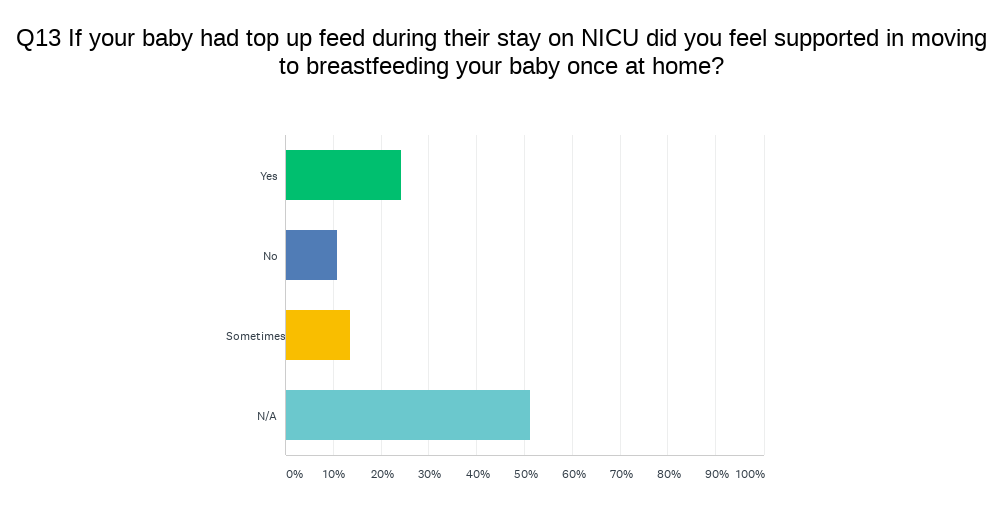 Q13 If your baby had top up feed during their stay on NICU did you feel supported in moving
to breastfeeding your baby once at home?
Yes
No
Sometimes
N/A
0% 10% 20% 30% 40% 50% 60% 70% 80% 90% 100%